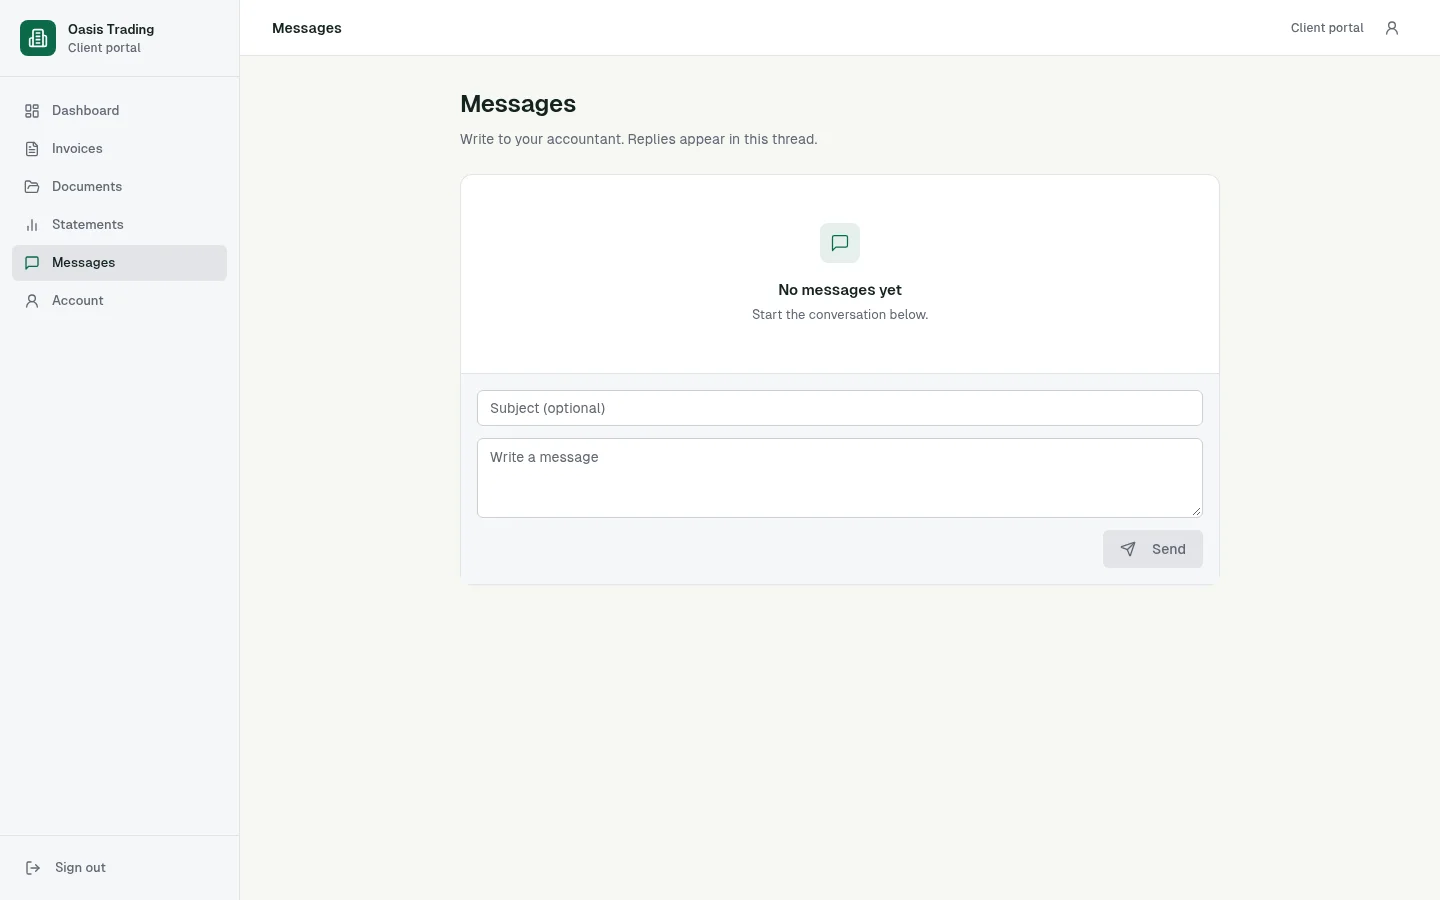 Oasis Trading
Client portal
Dashboard
Invoices
Documents
Statements
Messages
Account
Sign out
Messages
Client portal
Messages
Write to your accountant. Replies appear in this thread.
No messages yet
Start the conversation below.
Subject (optional)
Write a message
Send